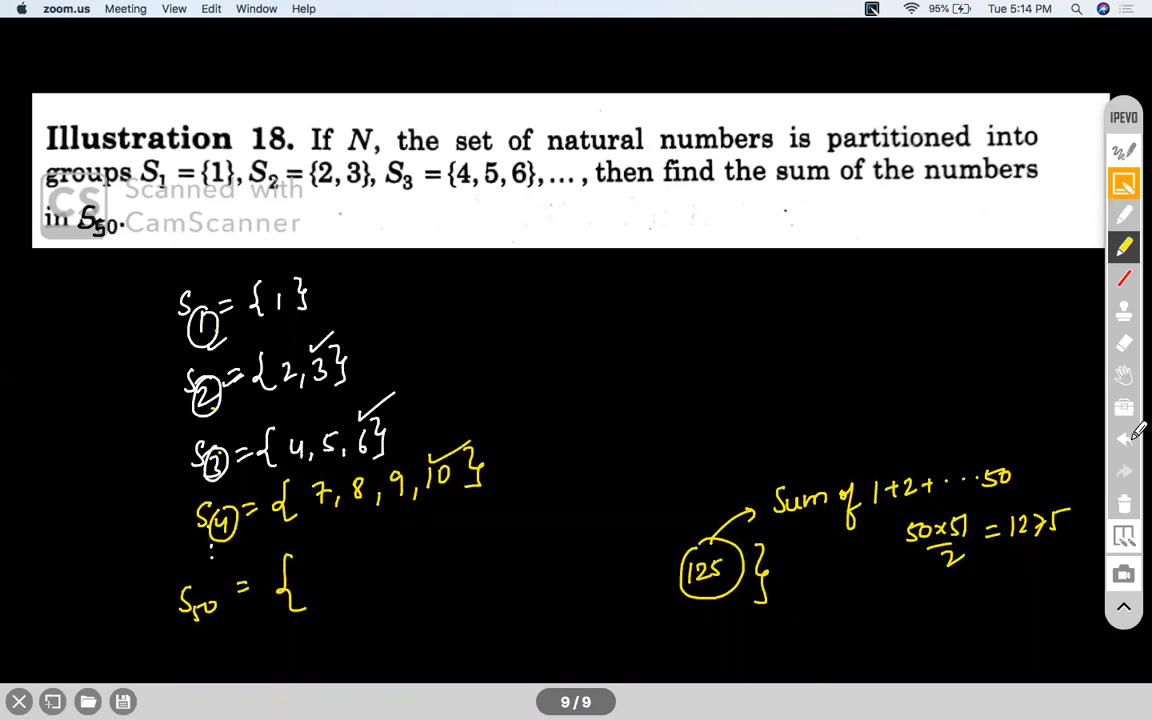 zoom.us Meeting View Edit Window Help 95% Tue 5:14 PM
Illustration 18. If N, the set of natural numbers is partitioned into
groups S₁ = {1}, S₂ = {2, 3}, S₃ = {4, 5, 6}, ..., then find the sum of the numbers
in S₅₀.
CS Scanned with
CamScanner
IPEVO
S₁ = { 1 }
S₂ = { 2, 3 }
S₃ = { 4, 5, 6 }
S₄ = { 7, 8, 9, 10 }
Sum of 1+2+ ··· 50
50×51/2 = 1275
S₅₀ = { 125 }
9 / 9